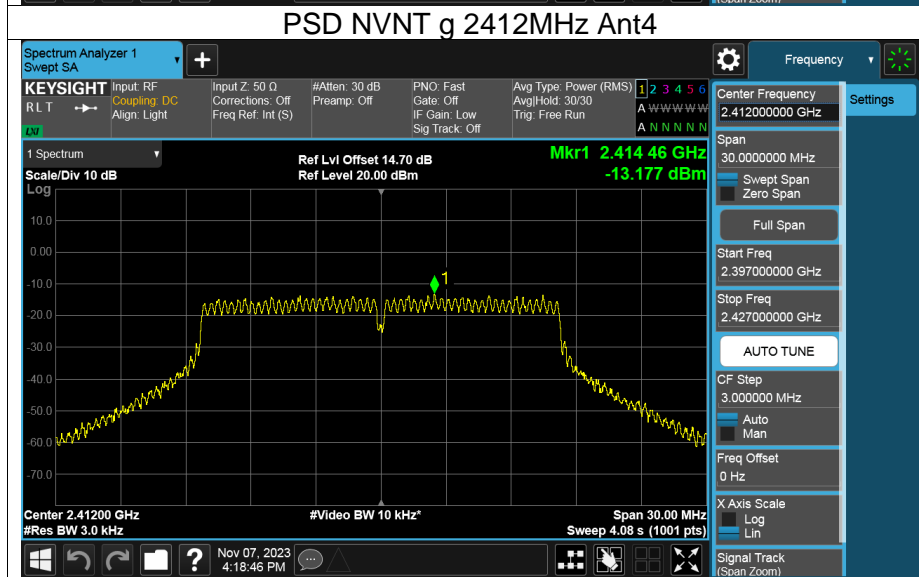 (Span Zoom)
PSD NVNT g 2412MHz Ant4
Spectrum Analyzer 1
Swept SA
+
Frequency
KEYSIGHT
RLT
LXI
Input: RF
Coupling: DC
Align: Light
Input Z: 50 Ω
Corrections: Off
Freq Ref: Int (S)
#Atten: 30 dB
Preamp: Off
PNO: Fast
Gate: Off
IF Gain: Low
Sig Track: Off
Avg Type: Power (RMS)
Avg|Hold: 30/30
Trig: Free Run
1 2 3 4 5 6
A W W W W W
A N N N N N
1 Spectrum
Scale/Div 10 dB
Log
Ref Lvl Offset 14.70 dB
Ref Level 20.00 dBm
Mkr1 2.414 46 GHz
-13.177 dBm
10.0
0.00
-10.0
-20.0
-30.0
-40.0
-50.0
-60.0
-70.0
1
Center 2.41200 GHz
#Res BW 3.0 kHz
#Video BW 10 kHz*
Span 30.00 MHz
Sweep 4.08 s (1001 pts)
Center Frequency
2.412000000 GHz
Settings
Span
30.0000000 MHz
Swept Span
Zero Span
Full Span
Start Freq
2.397000000 GHz
Stop Freq
2.427000000 GHz
AUTO TUNE
CF Step
3.000000 MHz
Auto
Man
Freq Offset
0 Hz
X Axis Scale
Log
Lin
Signal Track
(Span Zoom)
?
Nov 07, 2023
4:18:46 PM